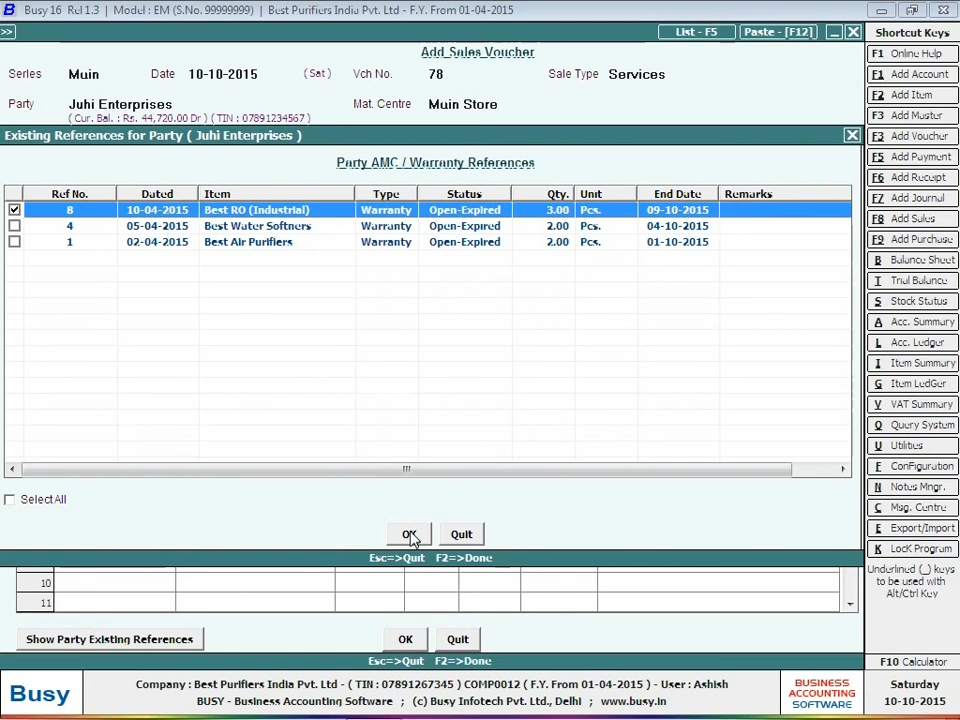 Busy 16 Rel 1.3 | Model : EM (S.No. 99999999) | Best Purifiers India Pvt. Ltd - F.Y. From 01-04-2015 |
>> List - F5 Paste - [F12] Shortcut Keys
Add Sales Voucher
Series Muin Date 10-10-2015 ( Sat ) Vch No. 78 Sale Type Services
Party Juhi Enterprises Mat. Centre Muin Store
( Cur. Bal. : Rs. 44,720.00 Dr ) ( TIN : 07891234567 )
Existing References for Party ( Juhi Enterprises )
Party AMC / Warranty References
Ref No. Dated Item Type Status Qty. Unit End Date Remarks
8 10-04-2015 Best RO (Industrial) Warranty Open-Expired 3.00 Pcs. 09-10-2015
4 05-04-2015 Best Water Softners Warranty Open-Expired 2.00 Pcs. 04-10-2015
1 02-04-2015 Best Air Purifiers Warranty Open-Expired 2.00 Pcs. 01-10-2015
Select All
OK Quit
Esc=>Quit F2=>Done
10
11
Show Party Existing References OK Quit
Esc=>Quit F2=>Done
F1 Online Help
F1 Add Account
F2 Add Item
F3 Add Muster
F3 Add Voucher
F5 Add Payment
F6 Add Receipt
F7 Add Journal
F8 Add Sales
F9 Add Purchase
B Balance Sheet
T Trial Balance
S Stock Status
A Acc. Summary
L Acc. Ledger
I Item Summary
G Item LedGer
V VAT Summary
Q Query System
U Utilities
F ConFiguration
N Notes Mngr.
C Msg. Centre
E Export/Import
K LocK Program
Underlined (_) keys
to be used with
Alt/Ctrl Key
F10 Calculator
Busy
Company : Best Purifiers IndIa Pvt. Ltd - ( TIN : 07891267345 ) COMP0012 ( F.Y. From 01-04-2015 ) - User : Ashish
BUSY - Business Accounting Software ; (c) Busy Infotech Pvt. Ltd., Delhi ; www.busy.in
BUSINESS
ACCOUNTING
SOFTWARE
Saturday
10-10-2015